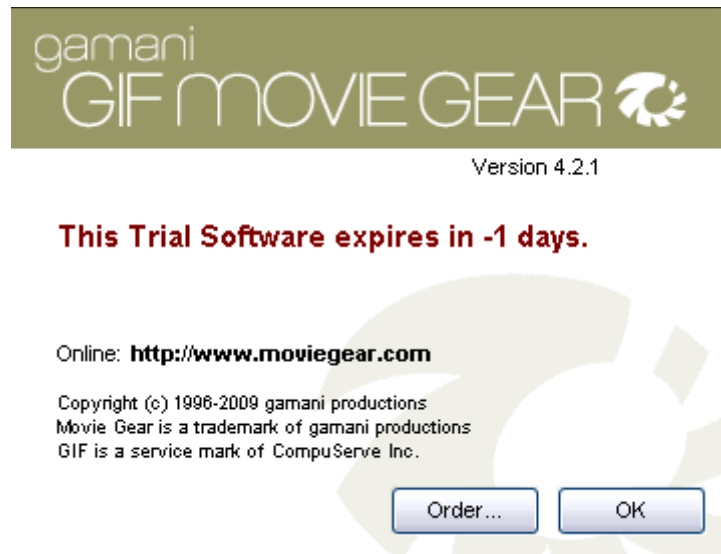 gamani
GIF MOVIE GEAR
Version 4.2.1
This Trial Software expires in -1 days.
Online: http://www.moviegear.com
Copyright (c) 1996-2009 gamani productions
Movie Gear is a trademark of gamani productions
GIF is a service mark of CompuServe Inc.
Order... OK